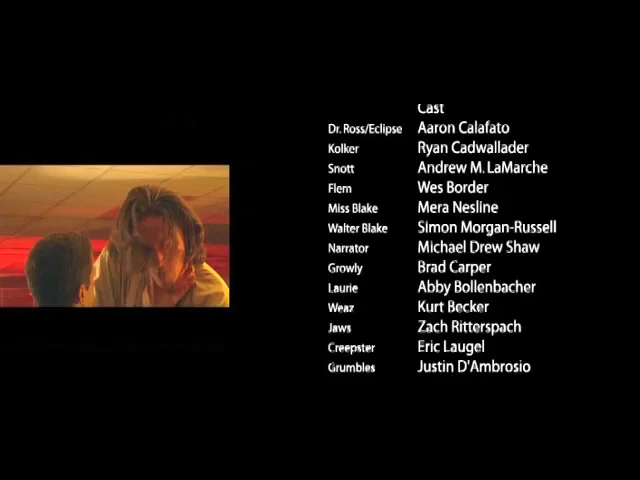 Cast
Dr. Ross/Eclipse Aaron Calafato
Kolker Ryan Cadwallader
Snott Andrew M. LaMarche
Flem Wes Border
Miss Blake Mera Nesline
Walter Blake Simon Morgan-Russell
Narrator Michael Drew Shaw
Growly Brad Carper
Laurie Abby Bollenbacher
Weaz Kurt Becker
Jaws Zach Ritterspach
Creepster Eric Laugel
Grumbles Justin D'Ambrosio